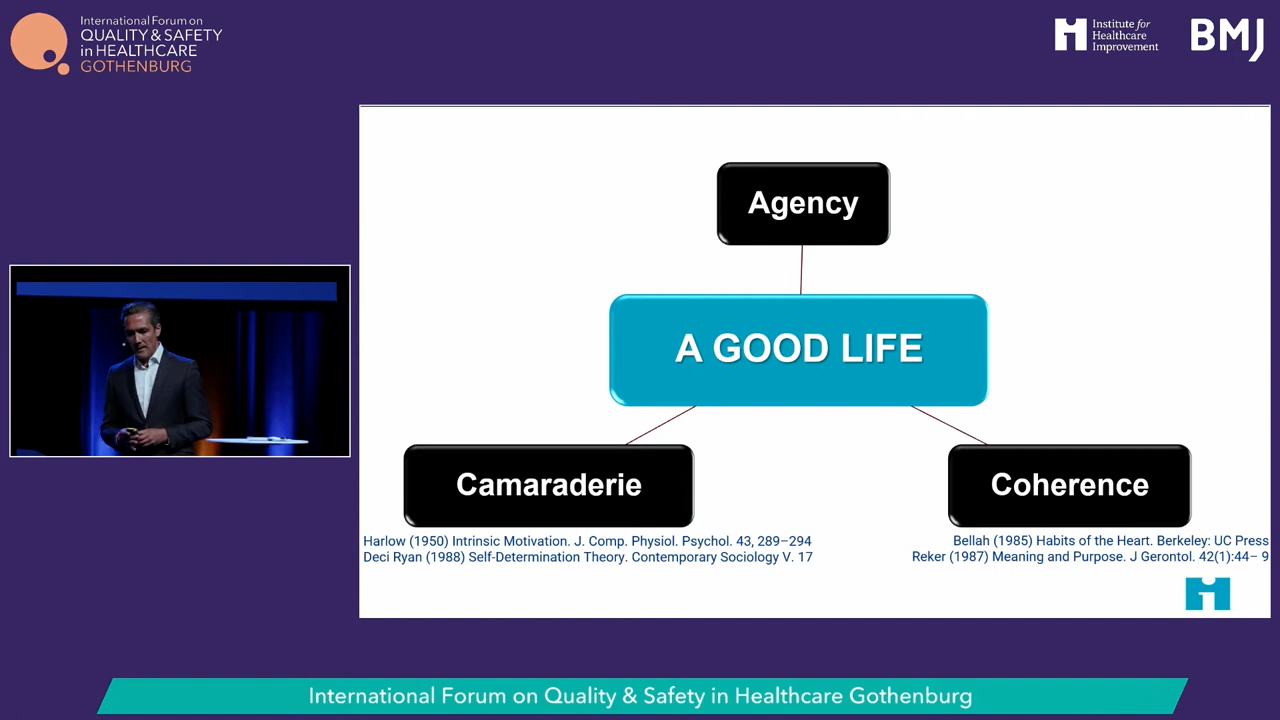 International Forum on
QUALITY & SAFETY
in HEALTHCARE
GOTHENBURG
Institute for
Healthcare
Improvement
BMJ
Agency
A GOOD LIFE
Camaraderie
Coherence
Harlow (1950) Intrinsic Motivation. J. Comp. Physiol. Psychol. 43, 289–294
Deci Ryan (1988) Self-Determination Theory. Contemporary Sociology V. 17
Bellah (1985) Habits of the Heart. Berkeley: UC Press
Reker (1987) Meaning and Purpose. J Gerontol. 42(1):44– 9
International Forum on Quality & Safety in Healthcare Gothenburg